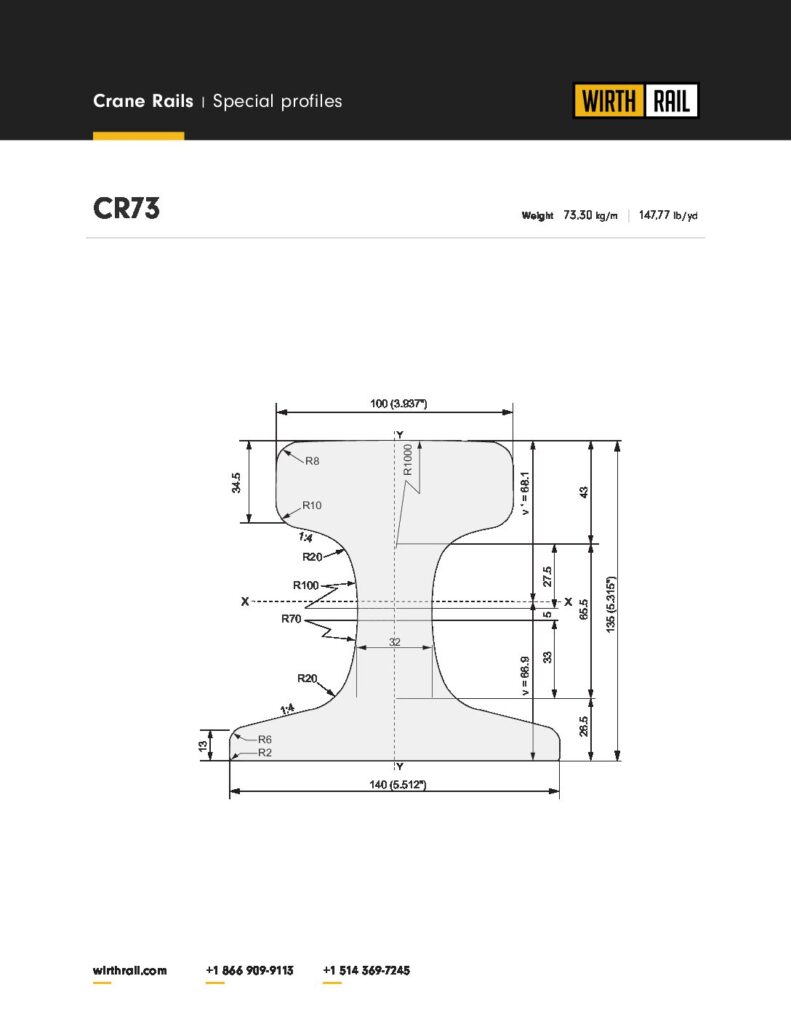 Crane Rails | Special profiles
WIRTH RAIL
CR73
Weight 73,30 kg/m | 147,77 lb/yd
100 (3.937")
Y
R8
R1000
34.5
v ' = 68.1
43
R10
1:4
R20
R100
27.5
X
X
5
65.5
135 (5.315")
R70
32
33
v = 66.9
R20
1:4
26.5
13
R6
R2
Y
140 (5.512")
wirthrail.com +1 866 909-9113 +1 514 369-7245